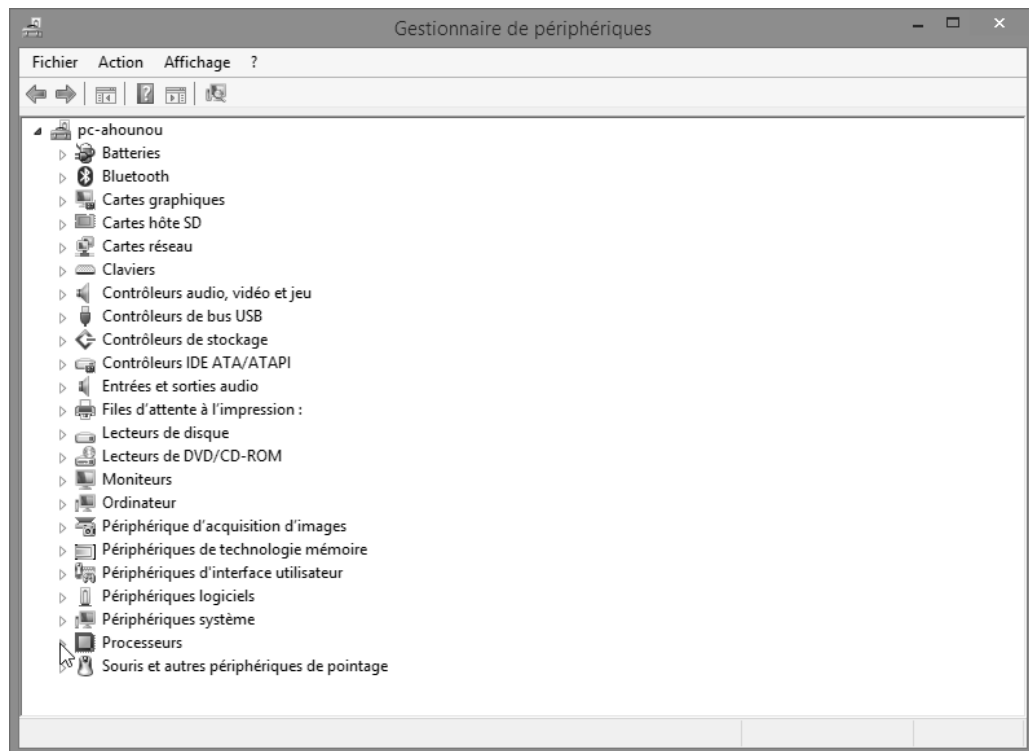 Gestionnaire de périphériques
Fichier Action Affichage ?
pc-ahounou
Batteries
Bluetooth
Cartes graphiques
Cartes hôte SD
Cartes réseau
Claviers
Contrôleurs audio, vidéo et jeu
Contrôleurs de bus USB
Contrôleurs de stockage
Contrôleurs IDE ATA/ATAPI
Entrées et sorties audio
Files d'attente à l'impression :
Lecteurs de disque
Lecteurs de DVD/CD-ROM
Moniteurs
Ordinateur
Périphérique d'acquisition d'images
Périphériques de technologie mémoire
Périphériques d'interface utilisateur
Périphériques logiciels
Périphériques système
Processeurs
Souris et autres périphériques de pointage